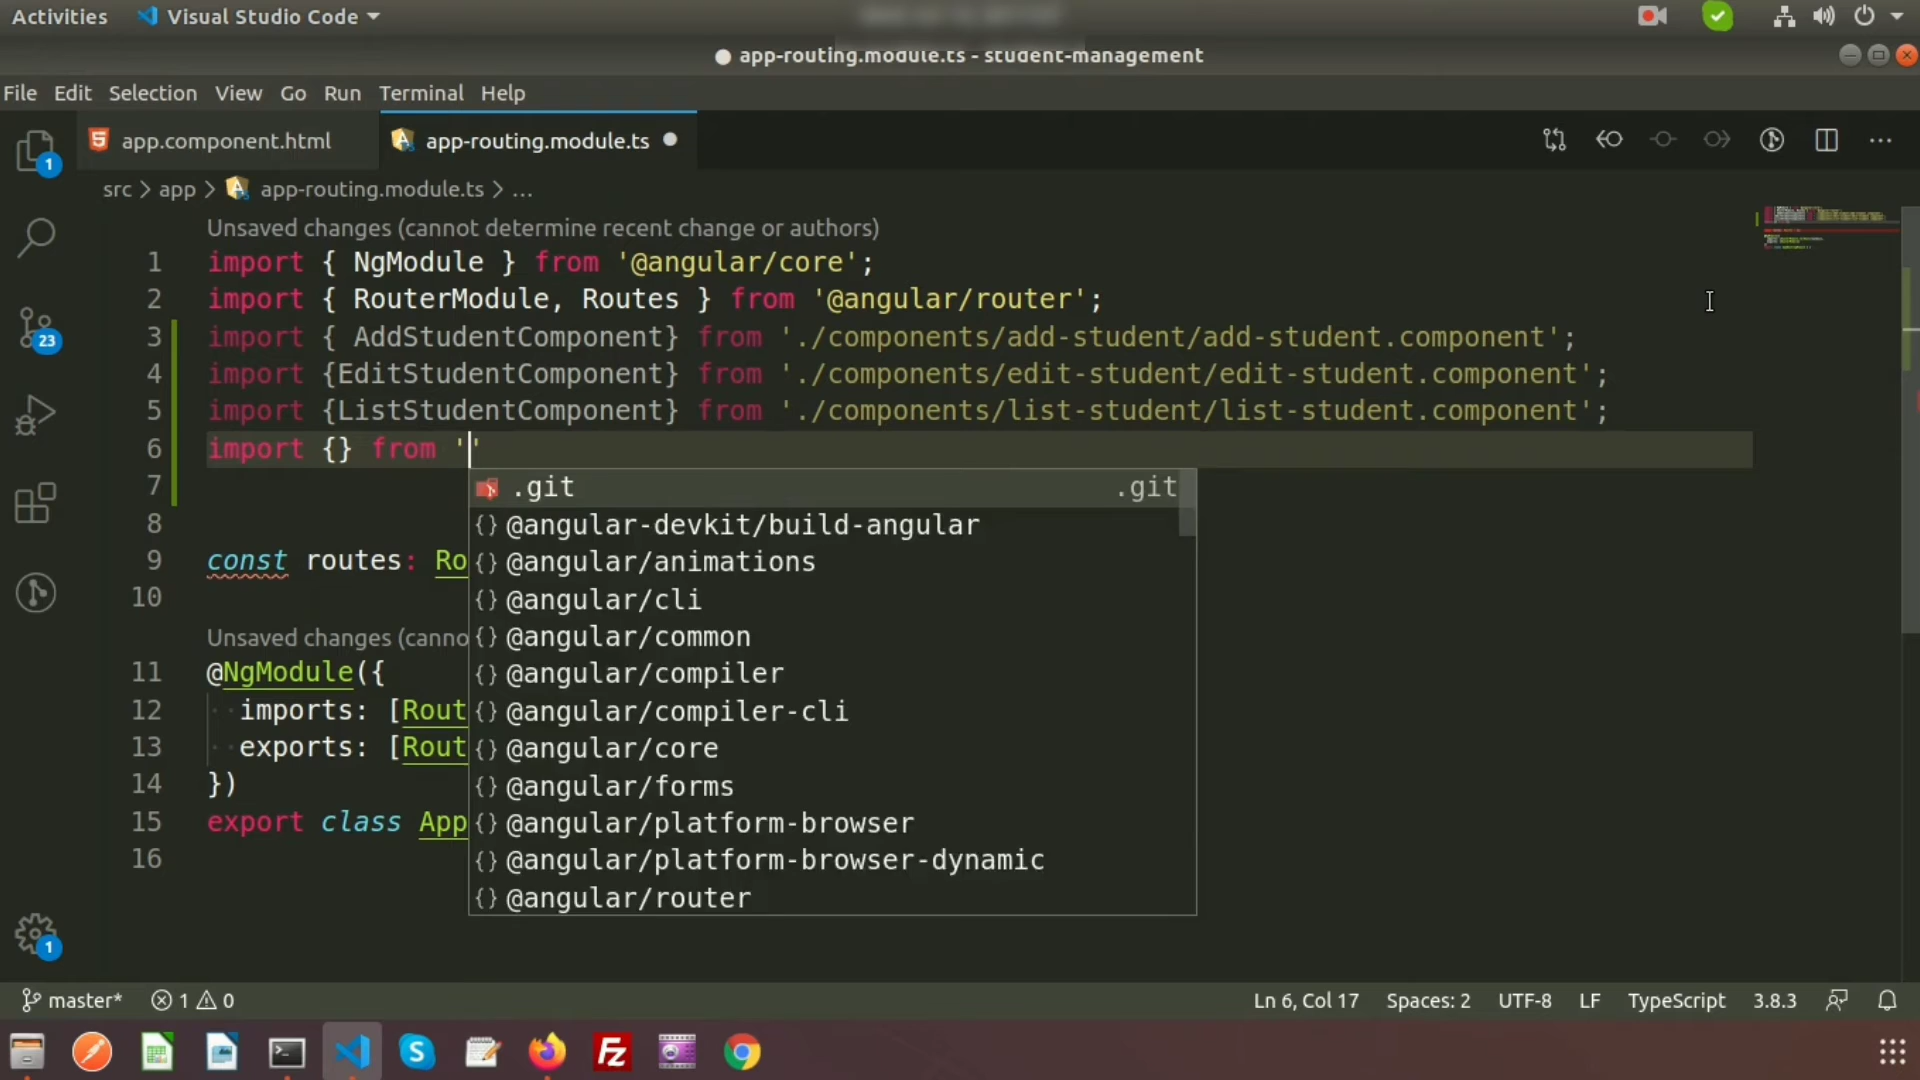 Activities Visual Studio Code
app-routing.module.ts - student-management
File Edit Selection View Go Run Terminal Help
1 app.component.html app-routing.module.ts
src > app > app-routing.module.ts > ...
Unsaved changes (cannot determine recent change or authors)
1 import { NgModule } from '@angular/core';
2 import { RouterModule, Routes } from '@angular/router';
3 import { AddStudentComponent} from './components/add-student/add-student.component';
23
4 import {EditStudentComponent} from './components/edit-student/edit-student.component';
5 import {ListStudentComponent} from './components/list-student/list-student.component';
6 import {} from ''
7 .git .git
8 @angular-devkit/build-angular
9 const routes: Ro {} @angular/animations
10 {} @angular/cli
Unsaved changes (canno {} @angular/common
11 @NgModule({ {} @angular/compiler
12 imports: [Rout {} @angular/compiler-cli
13 exports: [Rout {} @angular/core
14 }) {} @angular/forms
15 export class App {} @angular/platform-browser
16 {} @angular/platform-browser-dynamic
{} @angular/router
1
master* 1 0 Ln 6, Col 17 Spaces: 2 UTF-8 LF TypeScript 3.8.3
S Fz